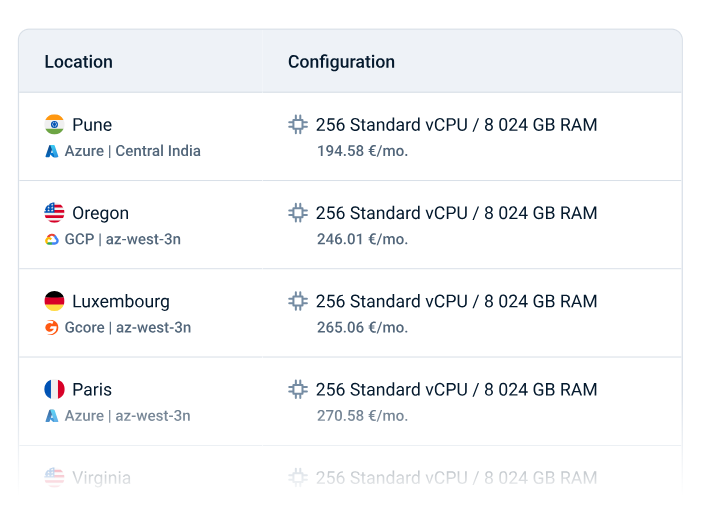 Location Configuration
Pune 256 Standard vCPU / 8 024 GB RAM
Azure | Central India 194.58 €/mo.
Oregon 256 Standard vCPU / 8 024 GB RAM
GCP | az-west-3n 246.01 €/mo.
Luxembourg 256 Standard vCPU / 8 024 GB RAM
Gcore | az-west-3n 265.06 €/mo.
Paris 256 Standard vCPU / 8 024 GB RAM
Azure | az-west-3n 270.58 €/mo.
Virginia 256 Standard vCPU / 8 024 GB RAM